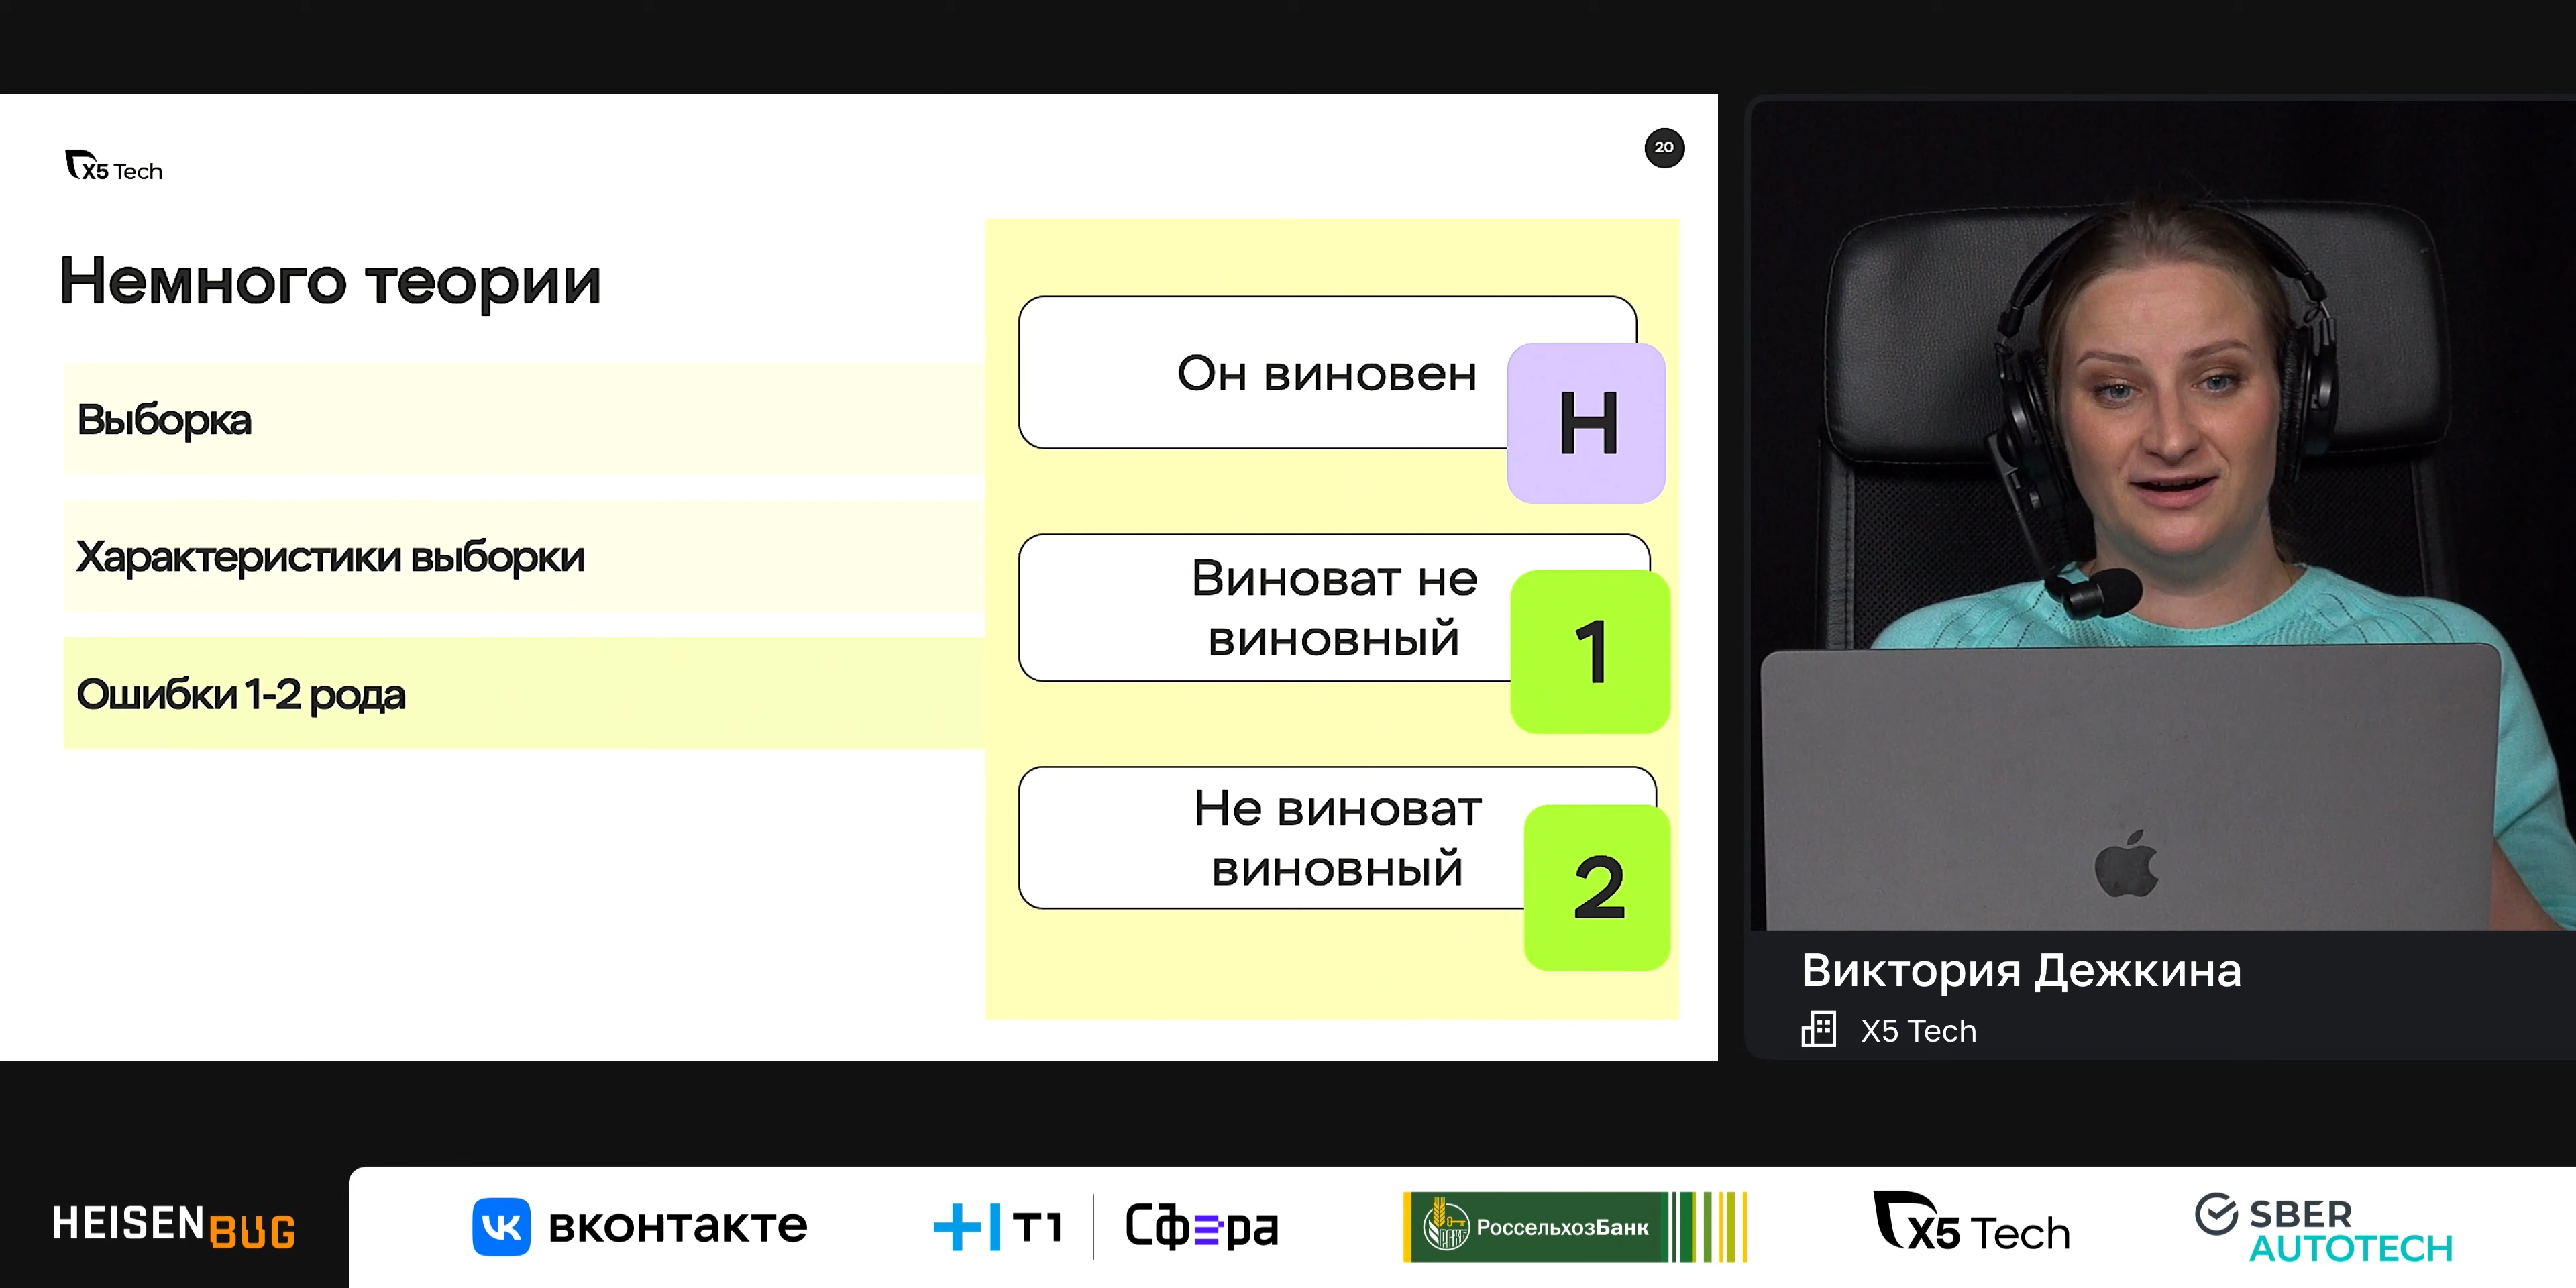 X5 Tech
20
Немного теории
Выборка
Характеристики выборки
Ошибки 1-2 рода
Он виновен
H
Виноват не
виновный
1
Не виноват
виновный
2
Виктория Дежкина
X5 Tech
HEISENBUG
вконтакте
Т1
Сфера
РоссельхозБанк
X5 Tech
SBER
AUTOTECH